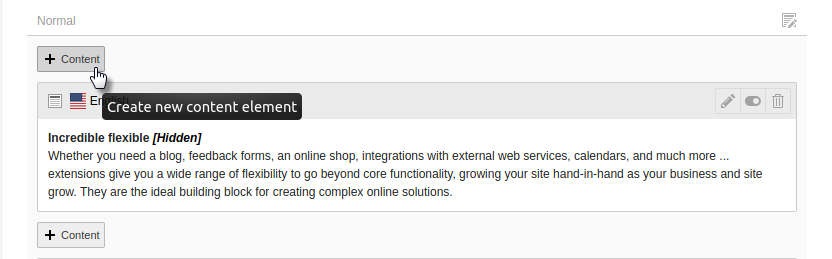 Normal
+ Content
English
Create new content element
Incredible flexible [Hidden]
Whether you need a blog, feedback forms, an online shop, integrations with external web services, calendars, and much more ...
extensions give you a wide range of flexibility to go beyond core functionality, growing your site hand-in-hand as your business and site
grow. They are the ideal building block for creating complex online solutions.
+ Content